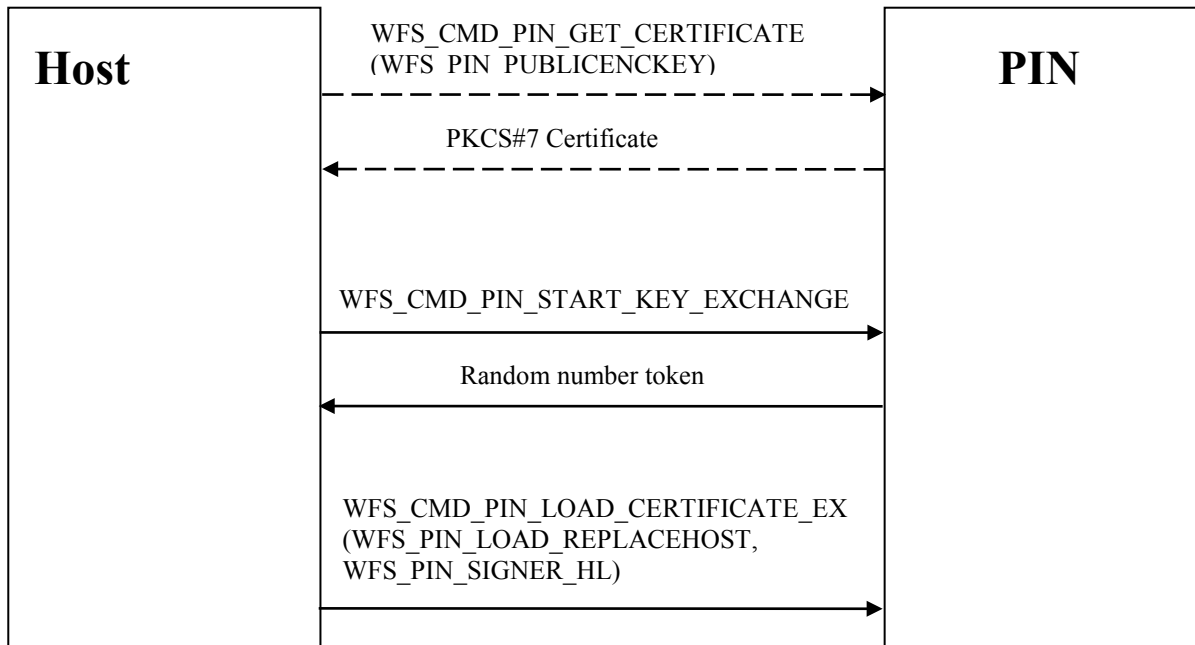 Host
WFS_CMD_PIN_GET_CERTIFICATE
(WFS_PIN_PUBLICENCKEY)
PIN
PKCS#7 Certificate
WFS_CMD_PIN_START_KEY_EXCHANGE
Random number token
WFS_CMD_PIN_LOAD_CERTIFICATE_EX
(WFS_PIN_LOAD_REPLACEHOST,
WFS_PIN_SIGNER_HL)